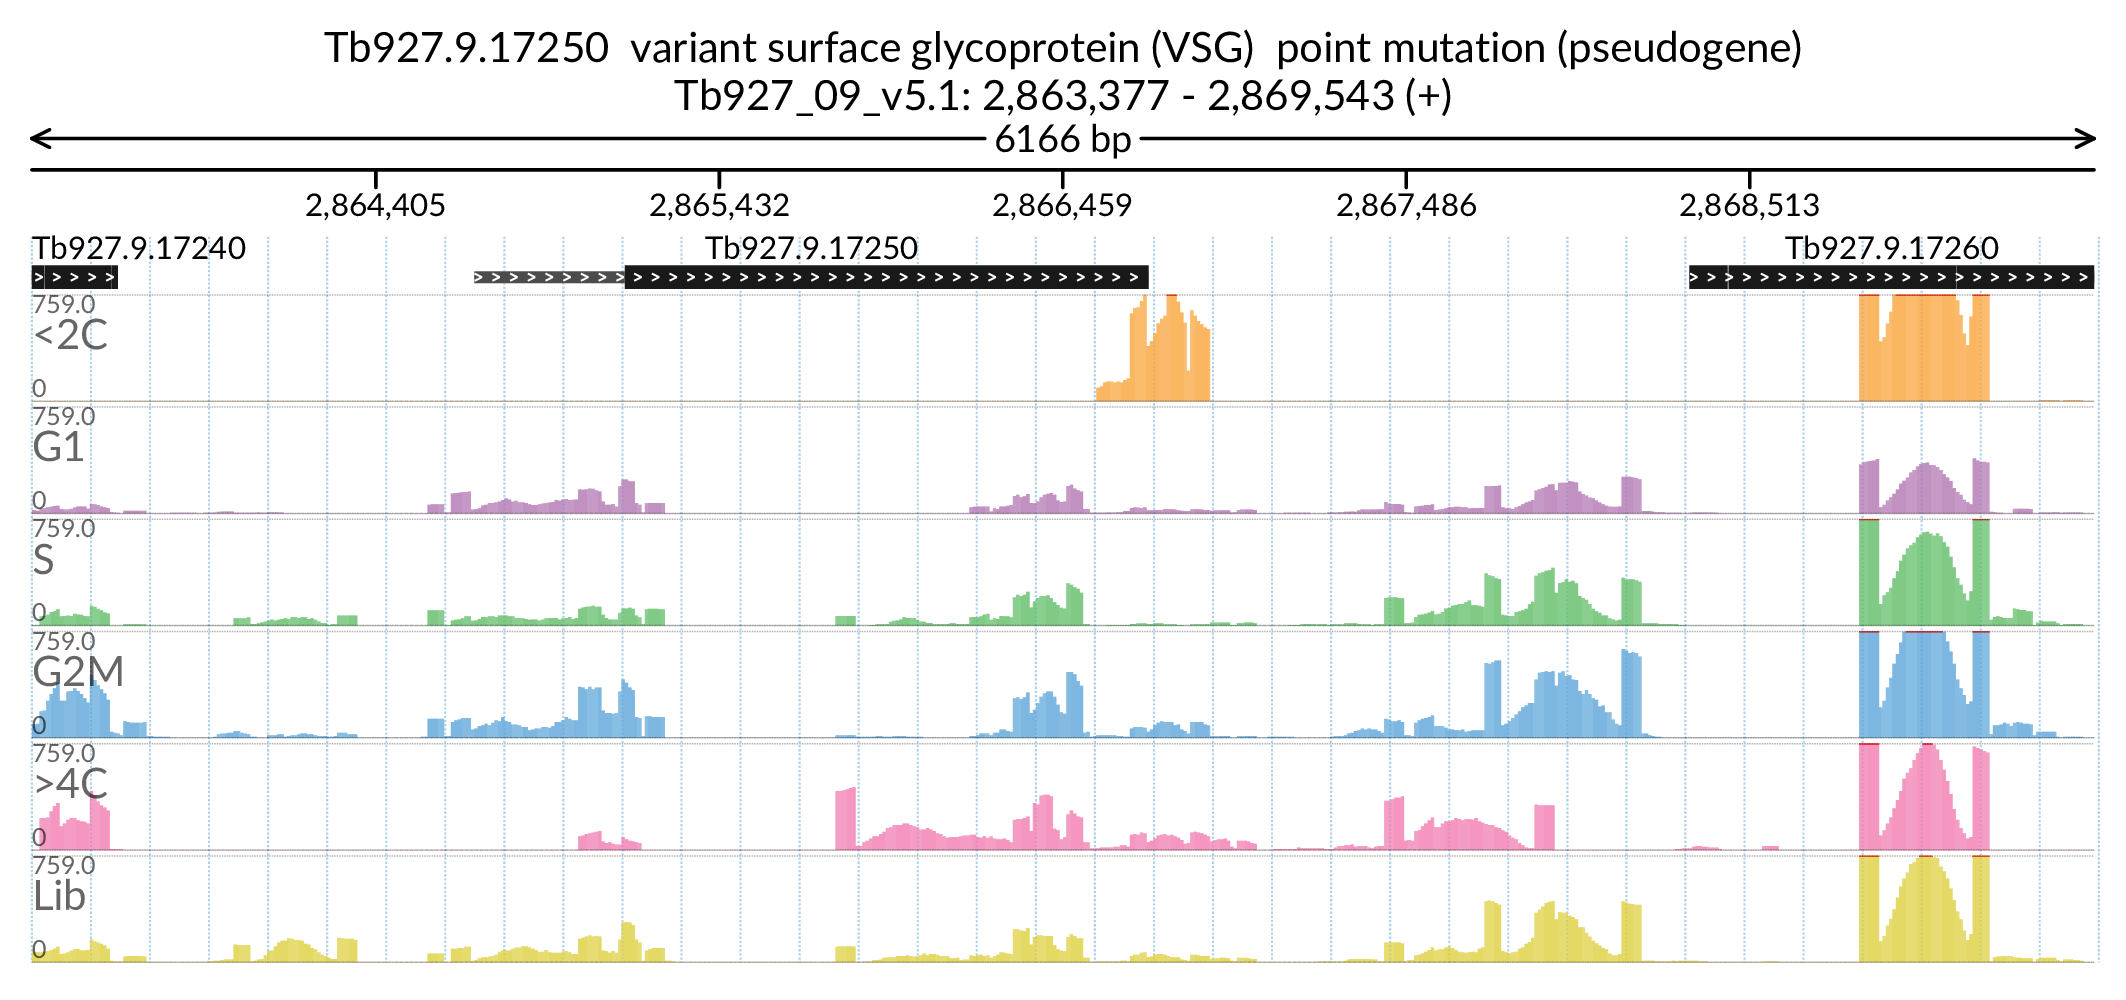 Tb927.9.17250  variant surface glycoprotein (VSG)  point mutation (pseudogene)
Tb927_09_v5.1: 2,863,377 - 2,869,543 (+)
6166 bp
2,864,405 2,865,432 2,866,459 2,867,486 2,868,513
Tb927.9.17240 Tb927.9.17250 Tb927.9.17260
759.0
<2C
0
759.0
G1
0
759.0
S
0
759.0
G2M
0
759.0
>4C
0
759.0
Lib
0